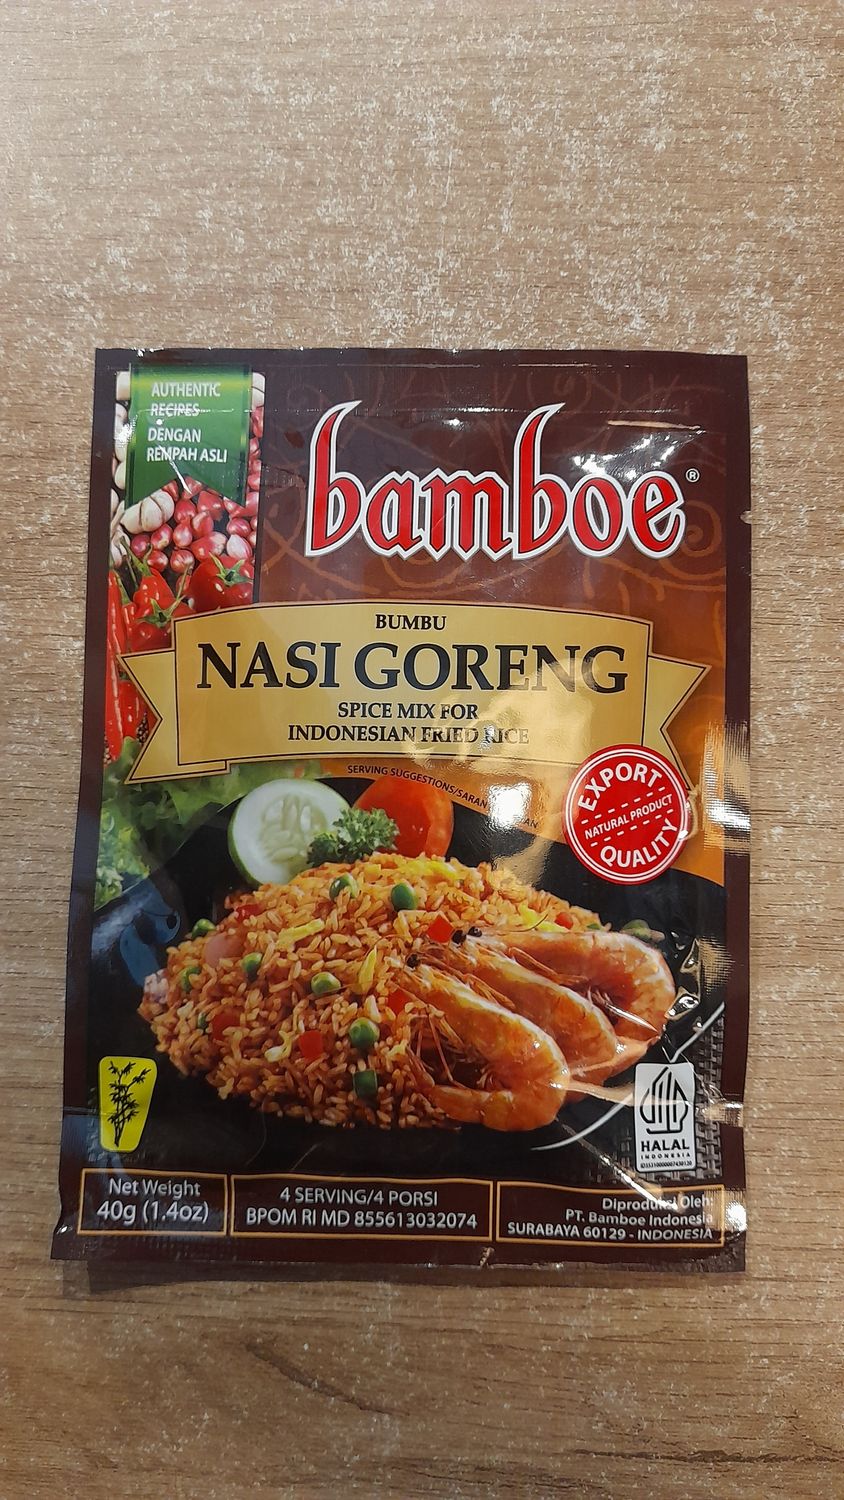 AUTHENTIC
RECIPES
DENGAN
REMPAH ASLI
bamboe®
BUMBU
NASI GORENG
SPICE MIX FOR
INDONESIAN FRIED RICE
SERVING SUGGESTIONS/SARAN
EXPORT
NATURAL PRODUCT
QUALITY
HALAL
INDONESIA
Net Weight
40g (1.4oz)
4 SERVING/4 PORSI
BPOM RI MD 855613032074
Diproduksi Oleh:
PT. Bamboe Indonesia
SURABAYA 60129 - INDONESIA